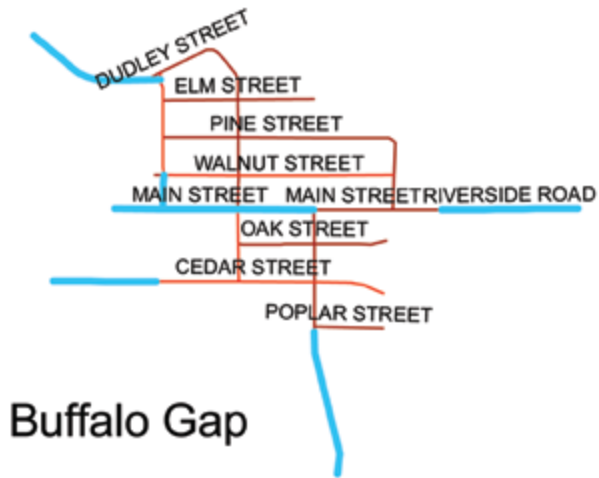 DUDLEY STREET
ELM STREET
PINE STREET
WALNUT STREET
MAIN STREET MAIN STREET RIVERSIDE ROAD
OAK STREET
CEDAR STREET
POPLAR STREET
Buffalo Gap